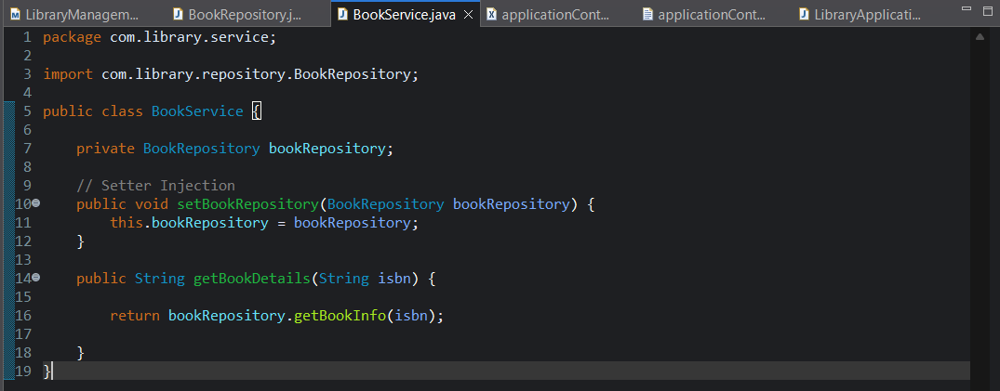 LibraryManagem... BookRepository.j... BookService.java applicationCont... applicationCont... LibraryApplicati...
1 package com.library.service;
2
3 import com.library.repository.BookRepository;
4
5 public class BookService {
6
7     private BookRepository bookRepository;
8
9     // Setter Injection
10     public void setBookRepository(BookRepository bookRepository) {
11         this.bookRepository = bookRepository;
12     }
13
14     public String getBookDetails(String isbn) {
15
16         return bookRepository.getBookInfo(isbn);
17
18     }
19 }